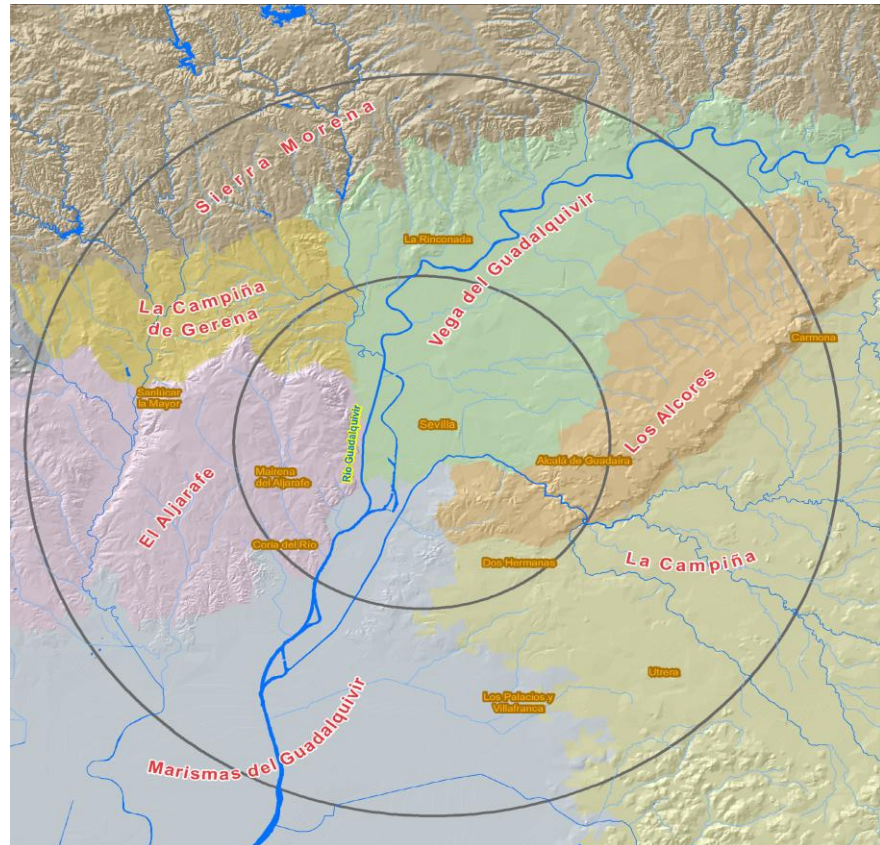 Sierra Morena
La Rinconada
Vega del Guadalquivir
La Campiña
de Gerena
Carmona
Sanlúcar
la Mayor
Los Alcores
Río Guadalquivir
Sevilla
Alcalá de Guadaíra
Mairena
del Aljarafe
El Aljarafe
Coria del Río
Dos Hermanas
La Campiña
Utrera
Los Palacios y
Villafranca
Marismas del Guadalquivir